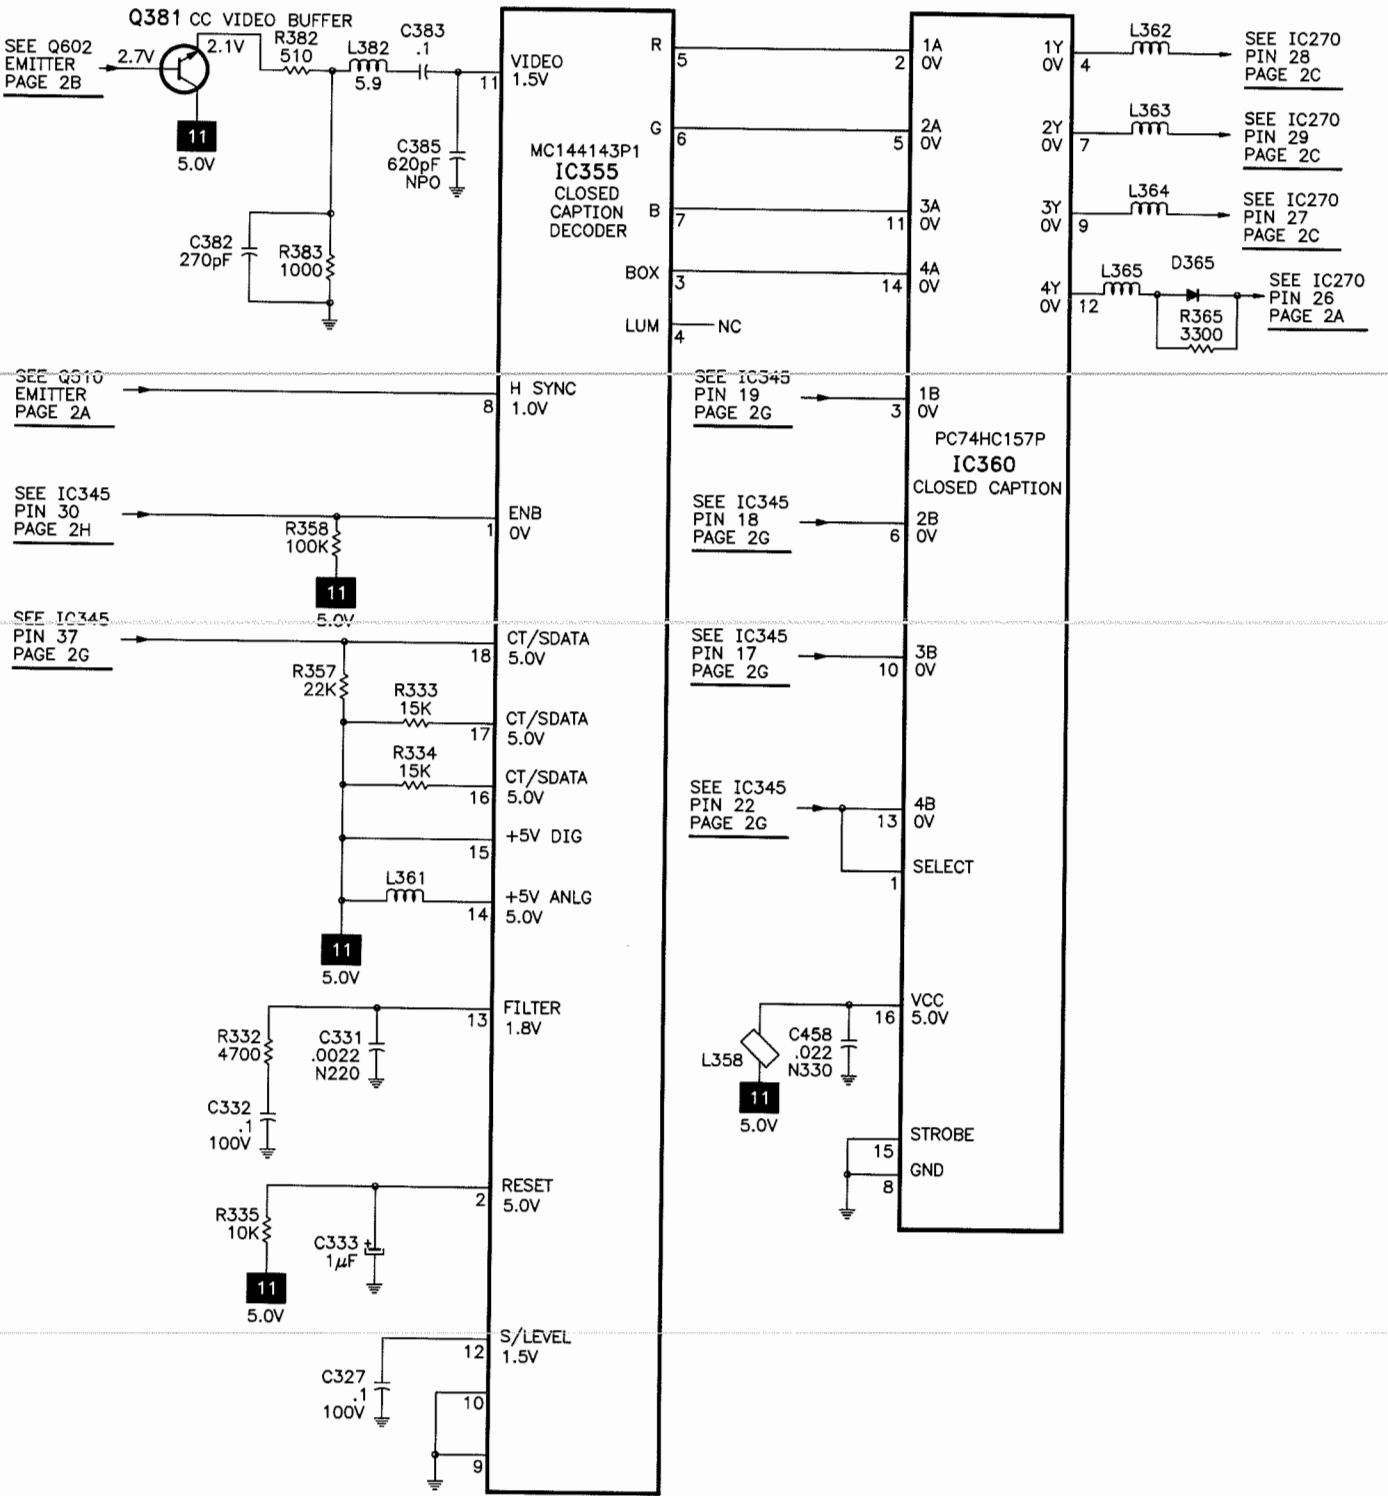 Q381 CC VIDEO BUFFER
SEE Q602
EMITTER
PAGE 2B
2.7V
2.1V
R382
510
L382
5.9
C383
.1
11
5.0V
C385
620pF
NPO
C382
270pF
R383
1000
VIDEO
1.5V
11
MC144143P1
IC355
CLOSED
CAPTION
DECODER
R
5
G
6
B
7
BOX
3
LUM
4
NC
SEE Q510
EMITTER
PAGE 2A
H SYNC
1.0V
8
SEE IC345
PIN 30
PAGE 2H
R358
100K
11
5.0V
ENB
0V
1
SEE IC345
PIN 37
PAGE 2G
CT/SDATA
5.0V
18
R357
22K
R333
15K
CT/SDATA
5.0V
17
R334
15K
CT/SDATA
5.0V
16
+5V DIG
15
L361
+5V ANLG
5.0V
14
11
5.0V
FILTER
1.8V
13
R332
4700
C331
.0022
N220
C332
.1
100V
RESET
5.0V
2
R335
10K
C333 +
1µF
11
5.0V
S/LEVEL
1.5V
12
C327
.1
100V
10
9
1A
0V
2
2A
0V
5
3A
0V
11
4A
0V
14
1Y
0V
4
L362
SEE IC270
PIN 28
PAGE 2C
2Y
0V
7
L363
SEE IC270
PIN 29
PAGE 2C
3Y
0V
9
L364
SEE IC270
PIN 27
PAGE 2C
4Y
0V
12
L365
D365
R365
3300
SEE IC270
PIN 26
PAGE 2A
SEE IC345
PIN 19
PAGE 2G
1B
0V
3
PC74HC157P
IC360
CLOSED CAPTION
SEE IC345
PIN 18
PAGE 2G
2B
0V
6
SEE IC345
PIN 17
PAGE 2G
3B
0V
10
SEE IC345
PIN 22
PAGE 2G
4B
0V
13
SELECT
1
VCC
5.0V
16
L358
C458
.022
N330
11
5.0V
STROBE
15
GND
8